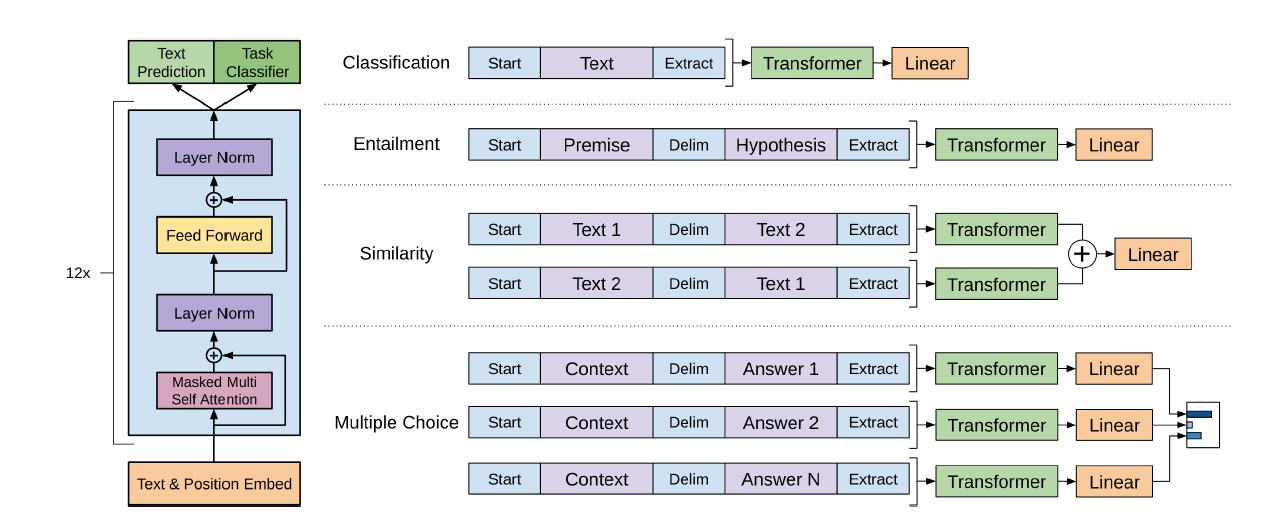 Text
Prediction
Task
Classifier
Layer Norm
Feed Forward
12x
Layer Norm
Masked Multi
Self Attention
Text & Position Embed
Classification
Start Text Extract Transformer Linear
Entailment
Start Premise Delim Hypothesis Extract Transformer Linear
Similarity
Start Text 1 Delim Text 2 Extract Transformer
Start Text 2 Delim Text 1 Extract Transformer
Linear
Multiple Choice
Start Context Delim Answer 1 Extract Transformer Linear
Start Context Delim Answer 2 Extract Transformer Linear
Start Context Delim Answer N Extract Transformer Linear